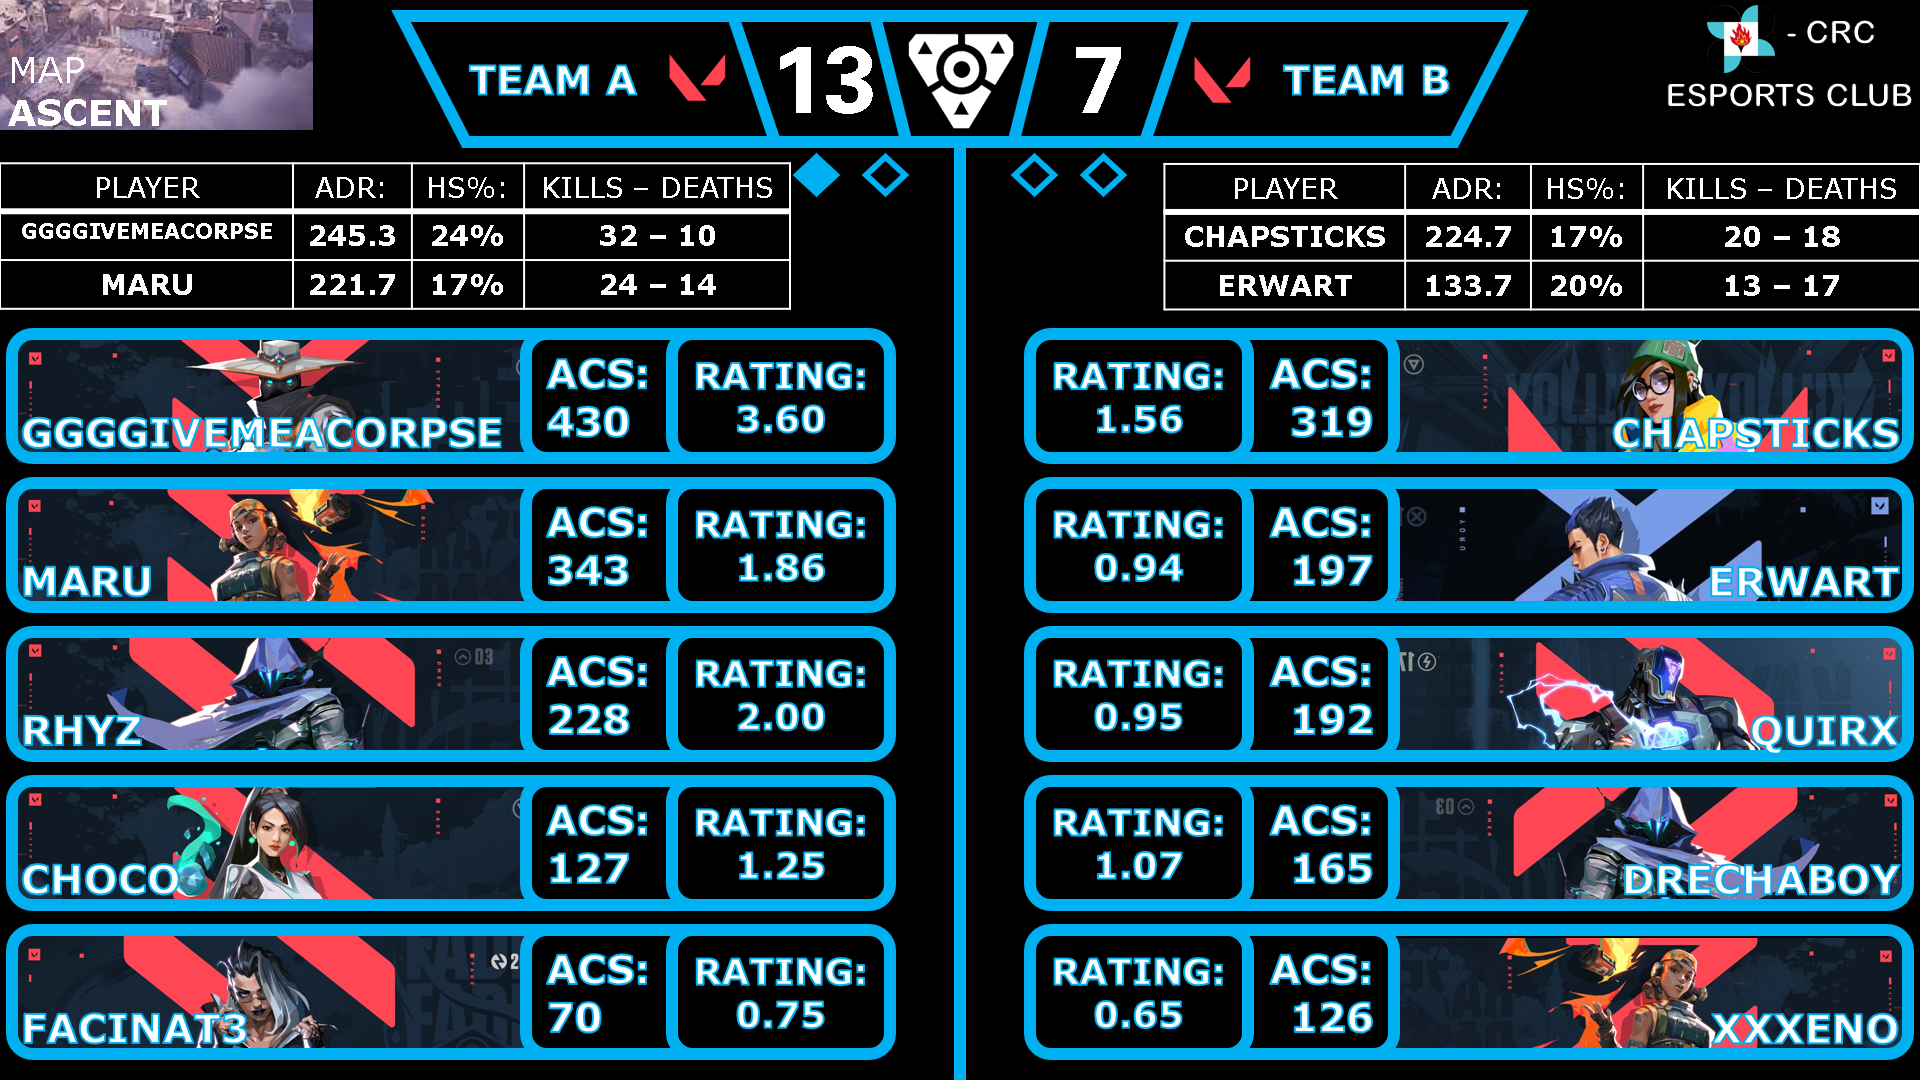 MAP
ASCENT
TEAM A
13
7
TEAM B
- CRC
ESPORTS CLUB
PLAYER ADR: HS%: KILLS – DEATHS
GGGGIVEMEACORPSE 245.3 24% 32 – 10
MARU 221.7 17% 24 – 14
PLAYER ADR: HS%: KILLS – DEATHS
CHAPSTICKS 224.7 17% 20 – 18
ERWART 133.7 20% 13 – 17
GGGGIVEMEACORPSE
ACS:
430
RATING:
3.60
RATING:
1.56
ACS:
319
CHAPSTICKS
MARU
ACS:
343
RATING:
1.86
RATING:
0.94
ACS:
197
ERWART
RHYZ
03
ACS:
228
RATING:
2.00
RATING:
0.95
ACS:
192
QUIRX
CHOCO
ACS:
127
RATING:
1.25
RATING:
1.07
ACS:
165
DRECHABOY
FACINAT3
ACS:
70
RATING:
0.75
RATING:
0.65
ACS:
126
XXXENO